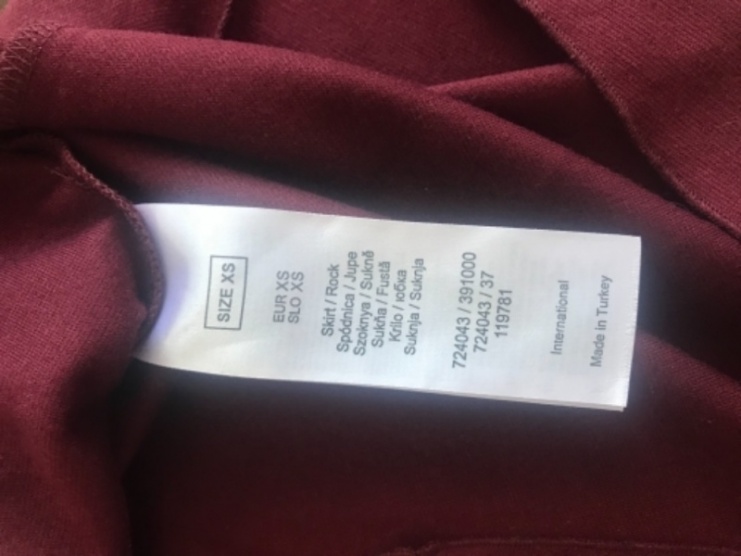 SIZE XS
EUR XS
SLO XS
Skirt / Rock
Spódnica / Jupe
Szoknya / Sukně
Sukňa / Fustă
Krilo / юбка
Suknja / Suknja
724043 / 391000
724043 / 37
119781
International
Made in Turkey